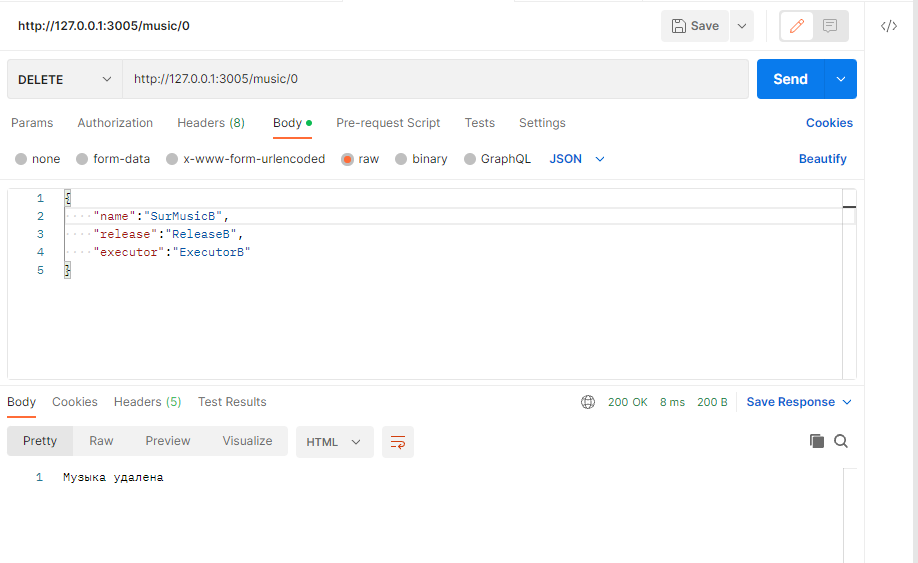 http://127.0.0.1:3005/music/0 Save
DELETE http://127.0.0.1:3005/music/0 Send
Params Authorization Headers (8) Body Pre-request Script Tests Settings Cookies
none form-data x-www-form-urlencoded raw binary GraphQL JSON Beautify
1 {
2 "name":"SurMusicB",
3 "release":"ReleaseB",
4 "executor":"ExecutorB"
5 }
Body Cookies Headers (5) Test Results 200 OK 8 ms 200 B Save Response
Pretty Raw Preview Visualize HTML
1 Музыка удалена